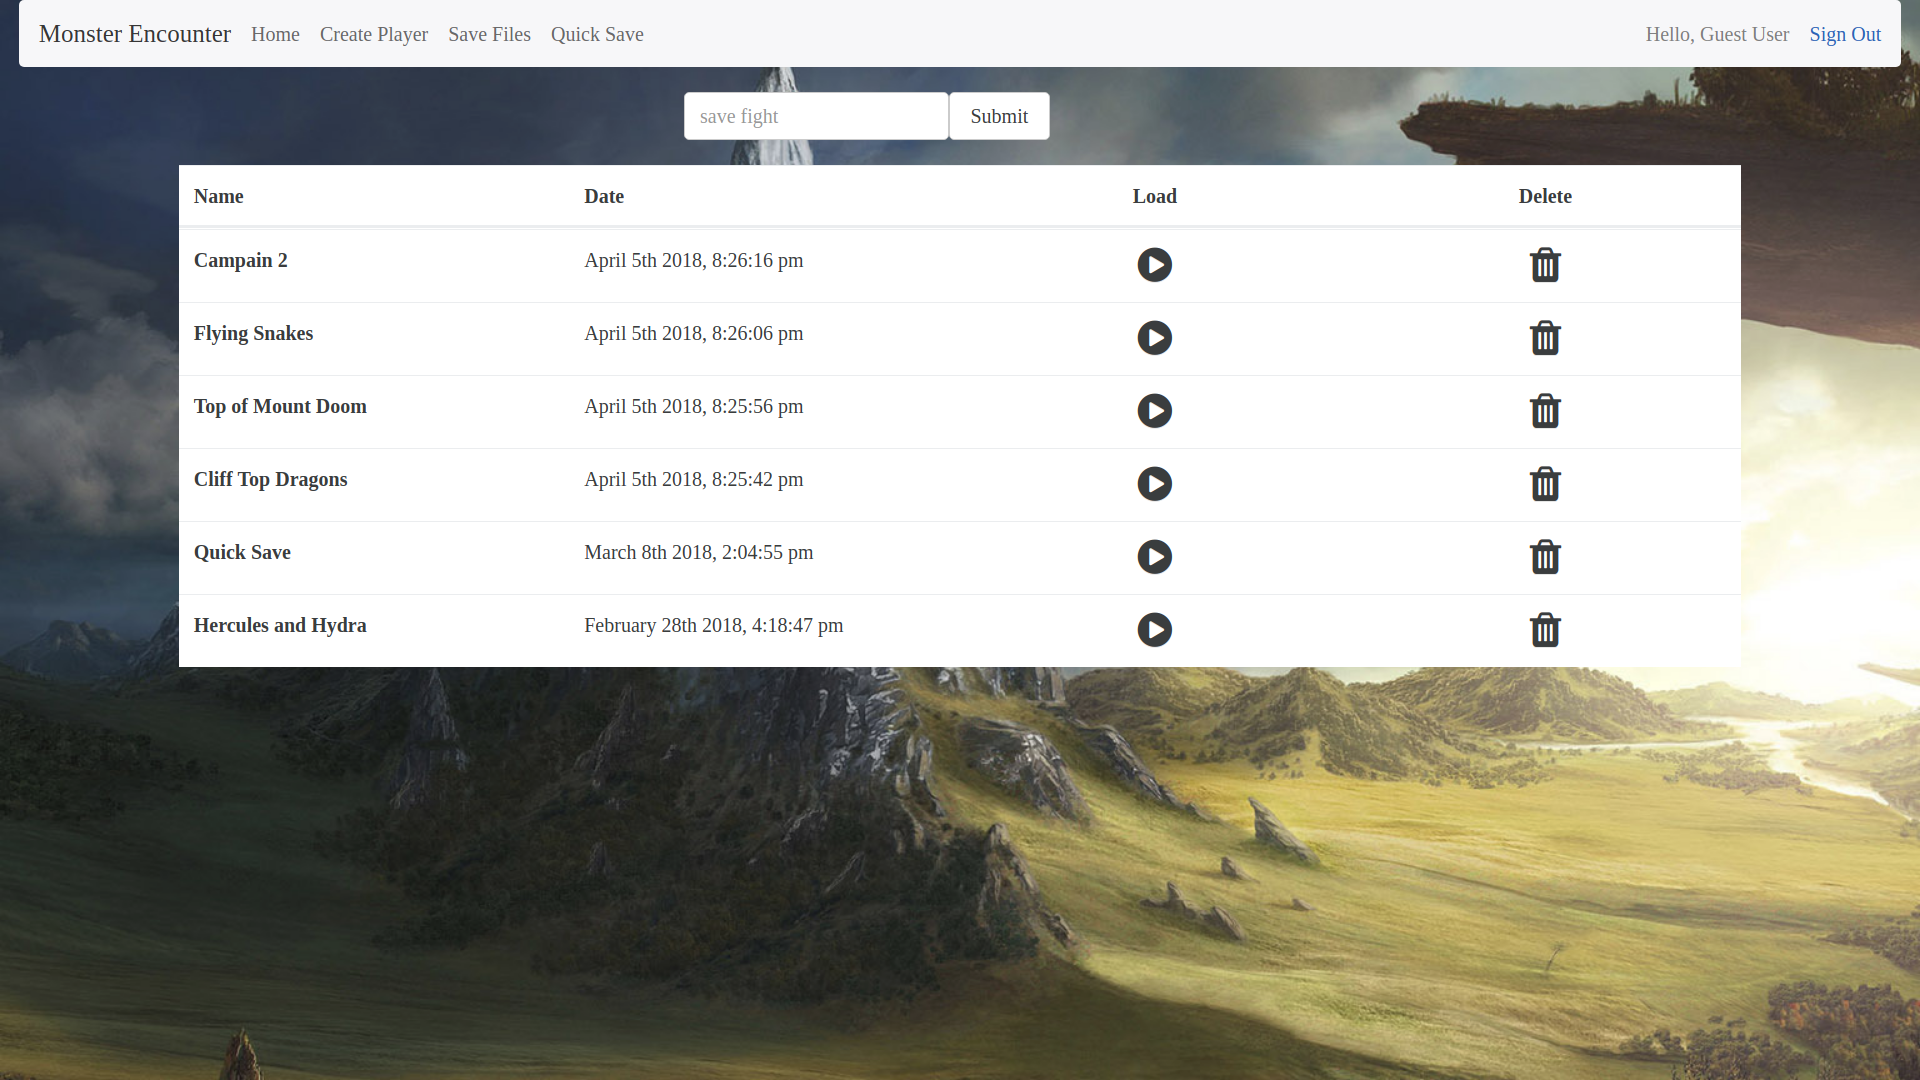 Monster Encounter Home Create Player Save Files Quick Save Hello, Guest User Sign Out
save fight Submit
Name Date Load Delete
Campain 2 April 5th 2018, 8:26:16 pm
Flying Snakes April 5th 2018, 8:26:06 pm
Top of Mount Doom April 5th 2018, 8:25:56 pm
Cliff Top Dragons April 5th 2018, 8:25:42 pm
Quick Save March 8th 2018, 2:04:55 pm
Hercules and Hydra February 28th 2018, 4:18:47 pm